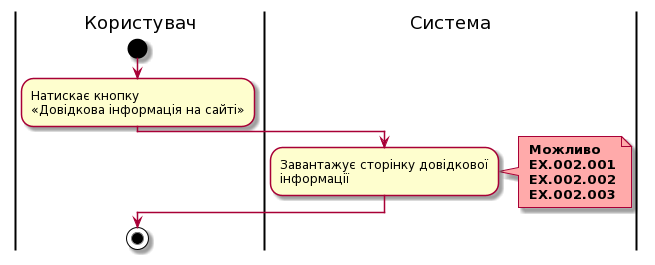 Користувач
Система
Натискає кнопку
«Довідкова інформація на сайті»
Завантажує сторінку довідкової
інформації
Можливо
EX.002.001
EX.002.002
EX.002.003